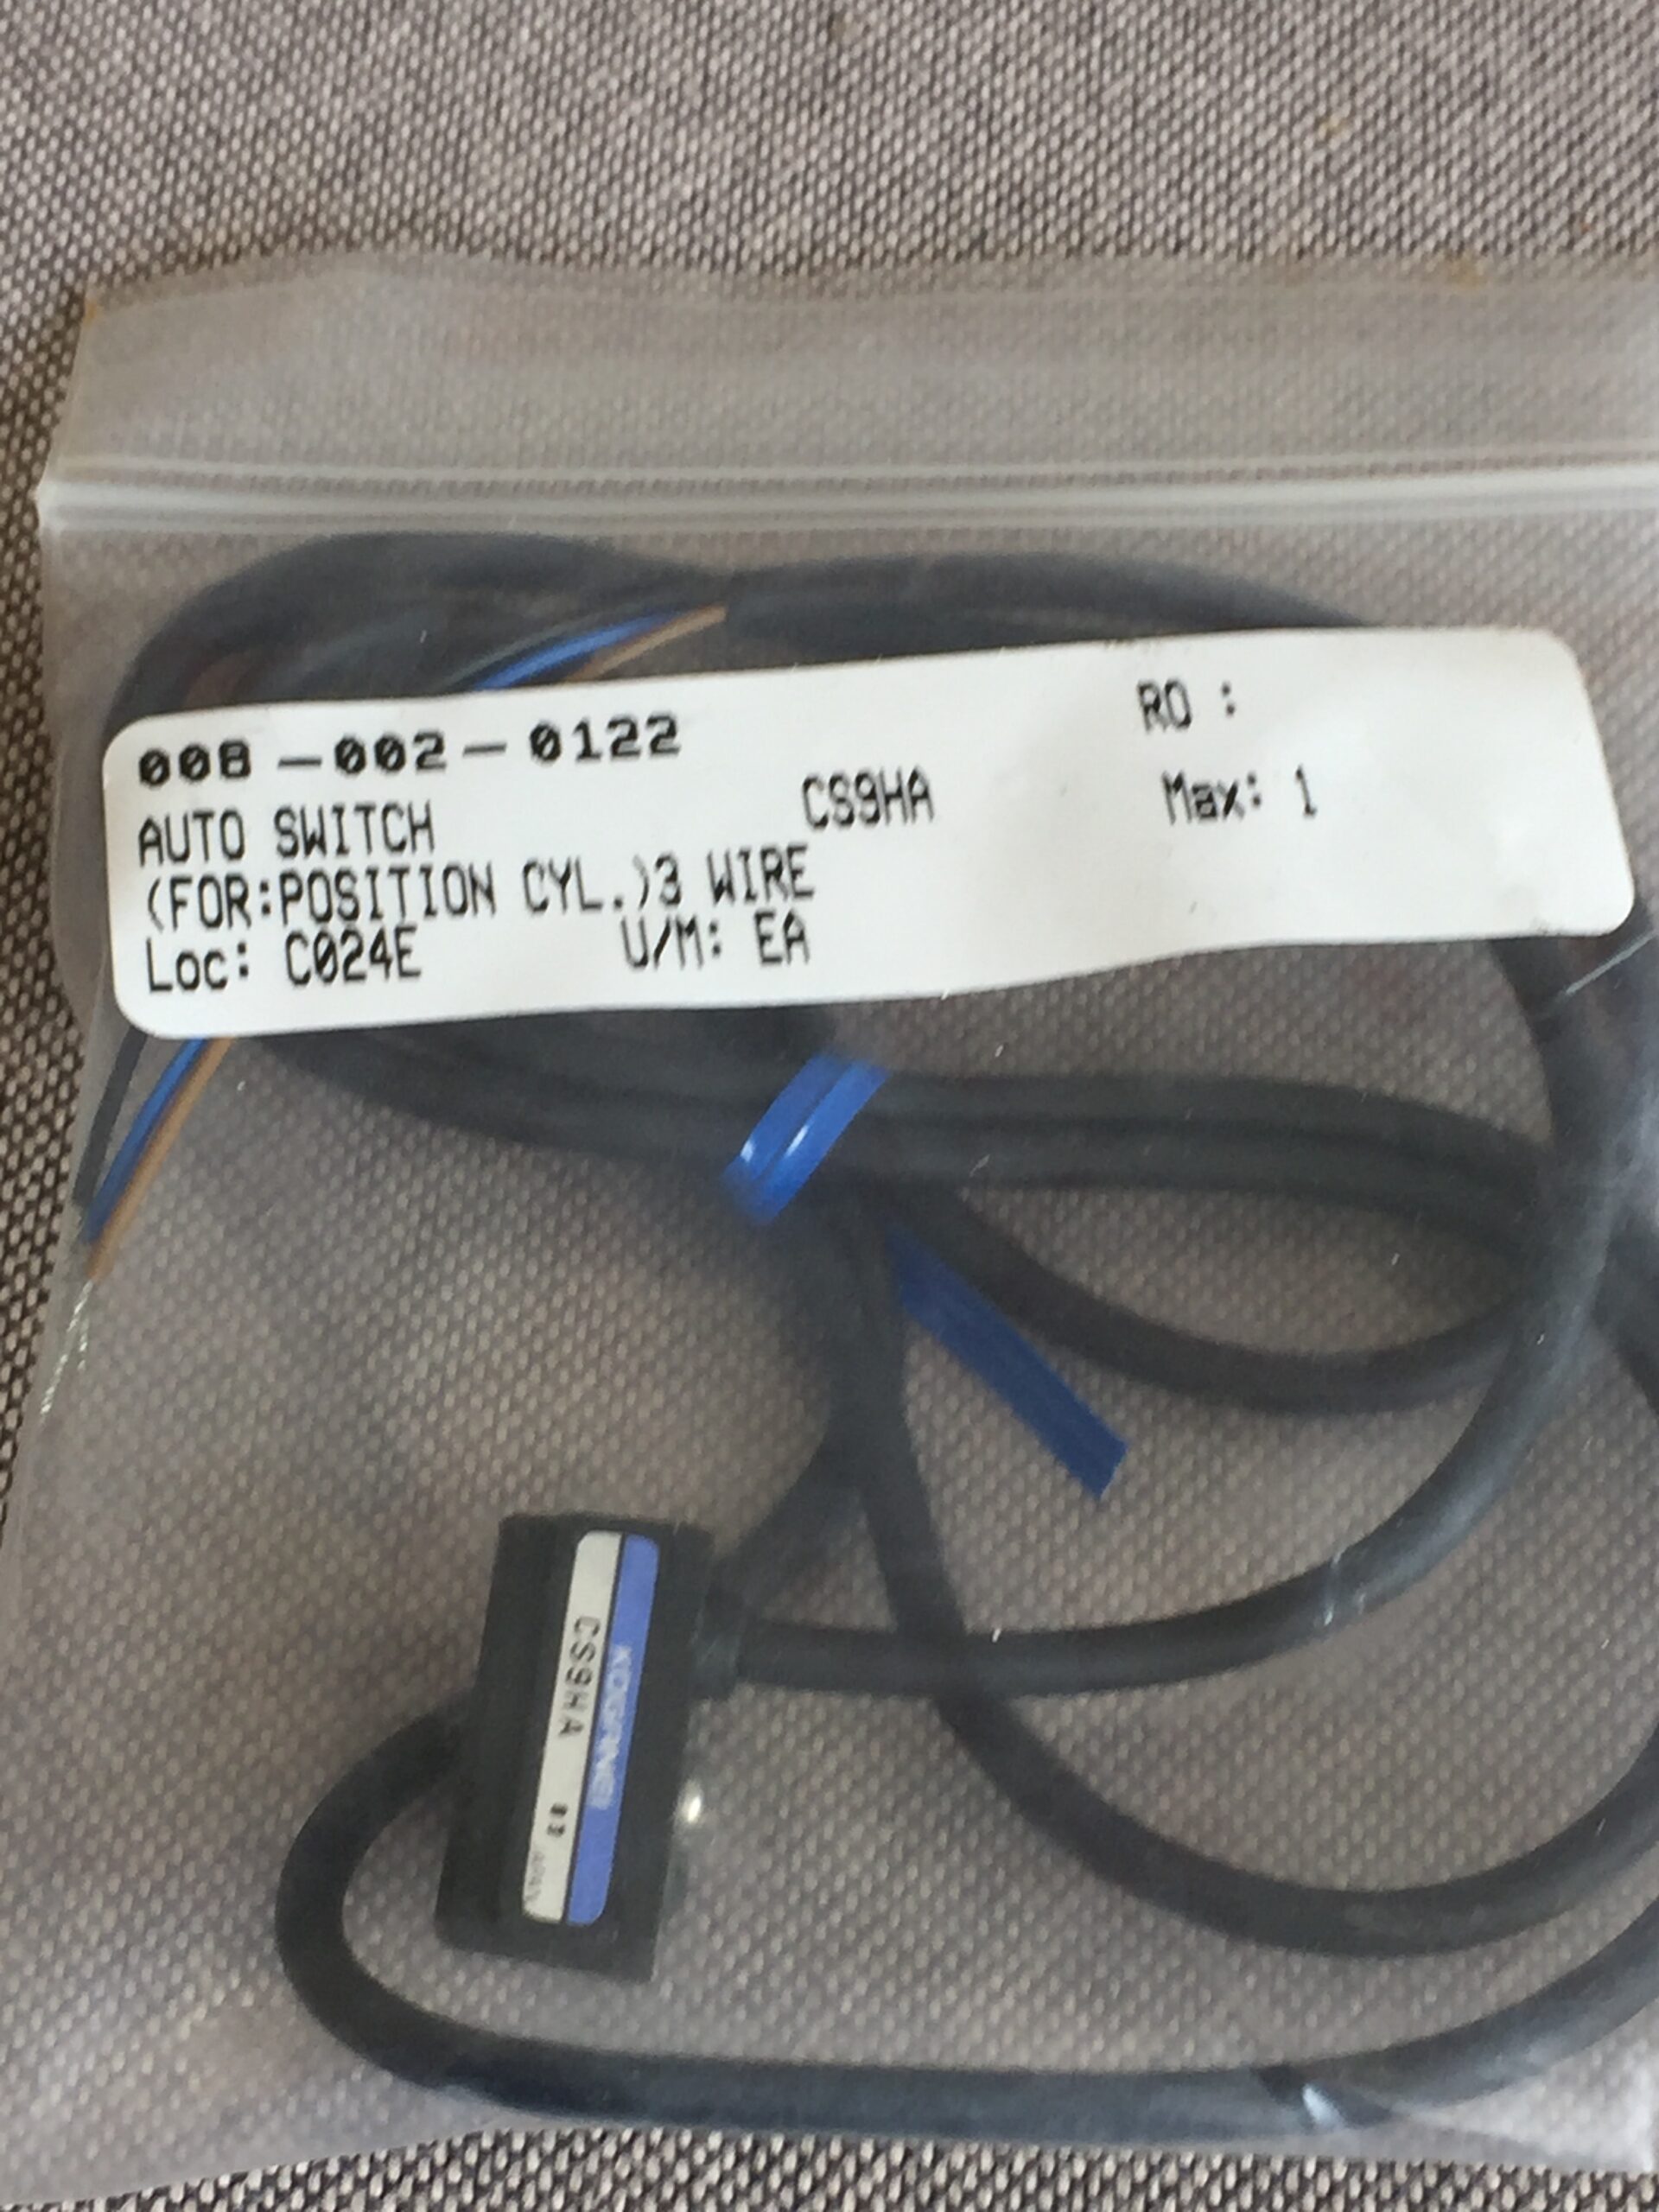 RO :
008-002-0122
AUTO SWITCH CS9HA Max: 1
(FOR:POSITION CYL.)3 WIRE
Loc: C024E U/M: EA
KOGANEI
CS9HA